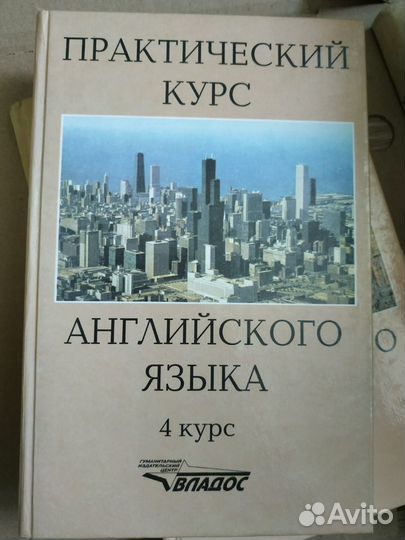 ПРАКТИЧЕСКИЙ
КУРС
АНГЛИЙСКОГО
ЯЗЫКА
4 курс
ГУМАНИТАРНЫЙ
ИЗДАТЕЛЬСКИЙ
ЦЕНТР
ВЛАДОС
О
Avito